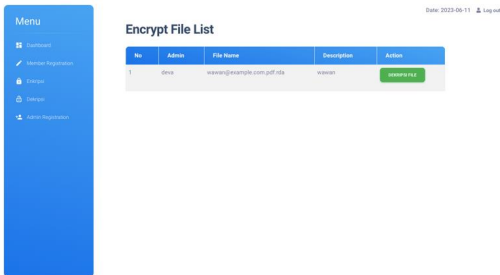 Date: 2023-06-11 Log out
Menu
Dashboard
Member Registration
Enkripsi
Dekripsi
Admin Registration
Encrypt File List
No Admin File Name Description Action
1 deva wawan@example.com.pdf.rda wawan DEKRIPSI FILE